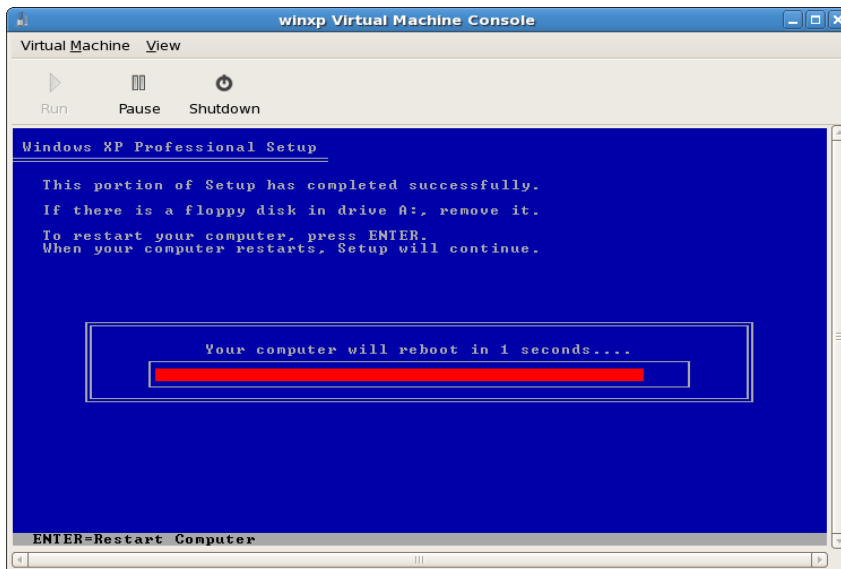 winxp Virtual Machine Console
Virtual Machine View
Run Pause Shutdown
Windows XP Professional Setup
This portion of Setup has completed successfully.
If there is a floppy disk in drive A:, remove it.
To restart your computer, press ENTER.
When your computer restarts, Setup will continue.
Your computer will reboot in 1 seconds....
ENTER=Restart Computer